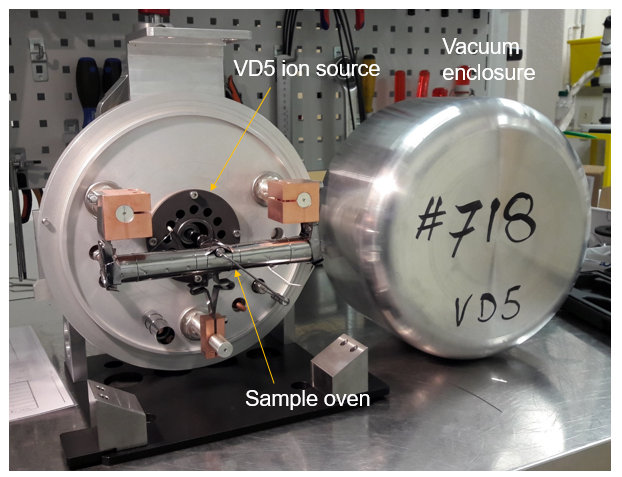 VD5 ion source
Vacuum
enclosure
#718
VD5
Sample oven